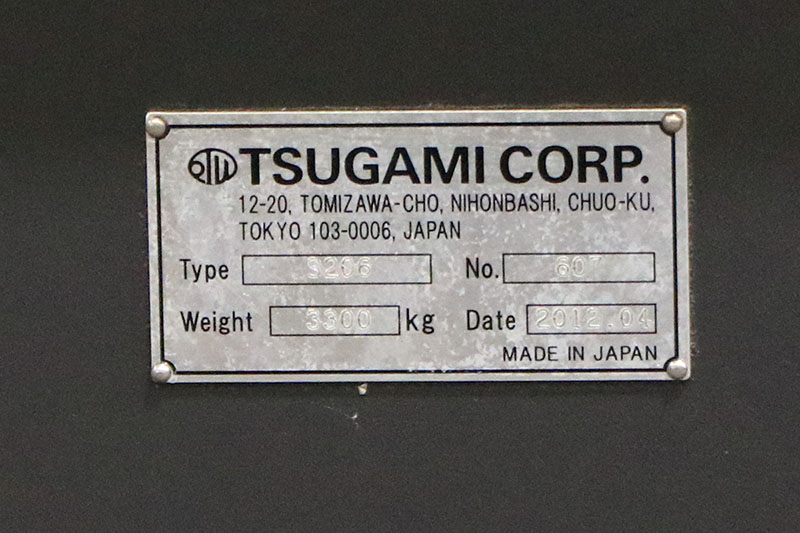 TSUGAMI CORP.
12-20, TOMIZAWA-CHO, NIHONBASHI, CHUO-KU,
TOKYO 103-0006, JAPAN
Type S206 No. 607
Weight 3300 kg Date 2012.04
MADE IN JAPAN